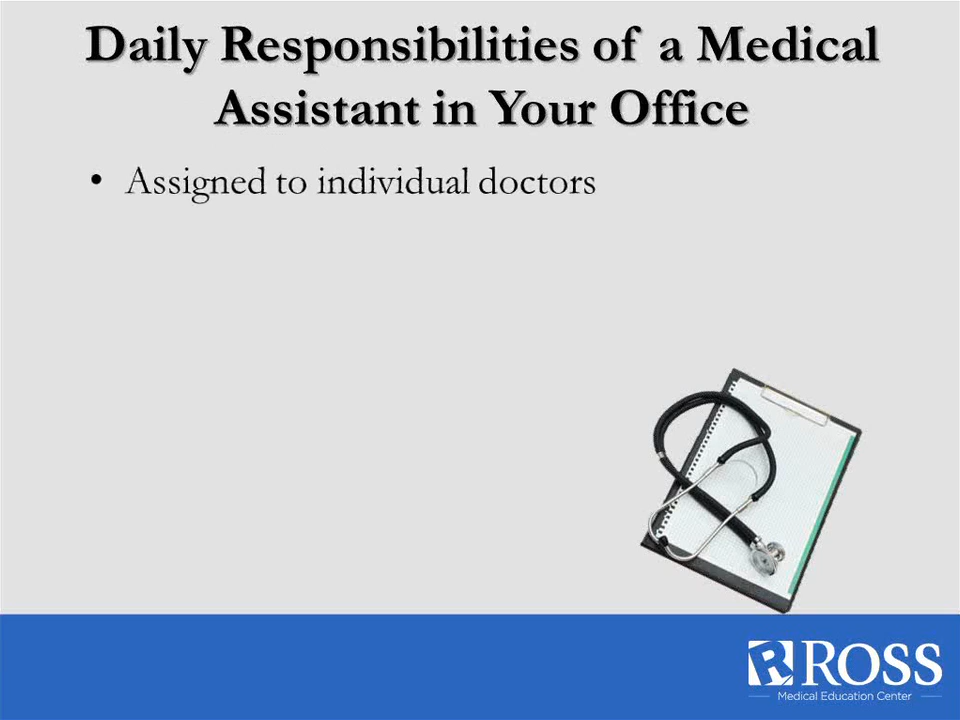 Daily Responsibilities of a Medical
Assistant in Your Office
• Assigned to individual doctors
R ROSS
Medical Education Center